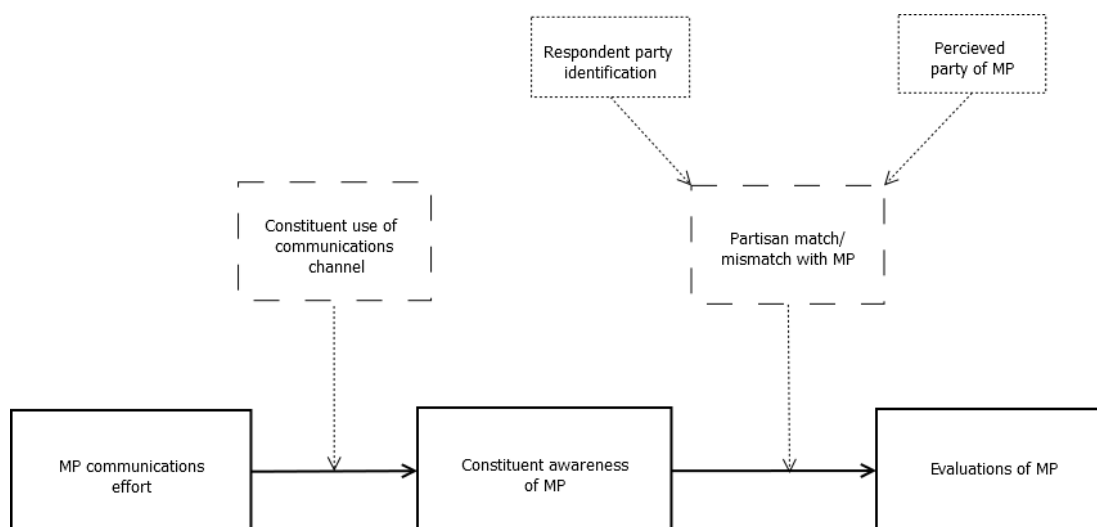 Respondent party
identification
Percieved
party of MP
Constituent use of
communications
channel
Partisan match/
mismatch with MP
MP communications
effort
Constituent awareness
of MP
Evaluations of MP